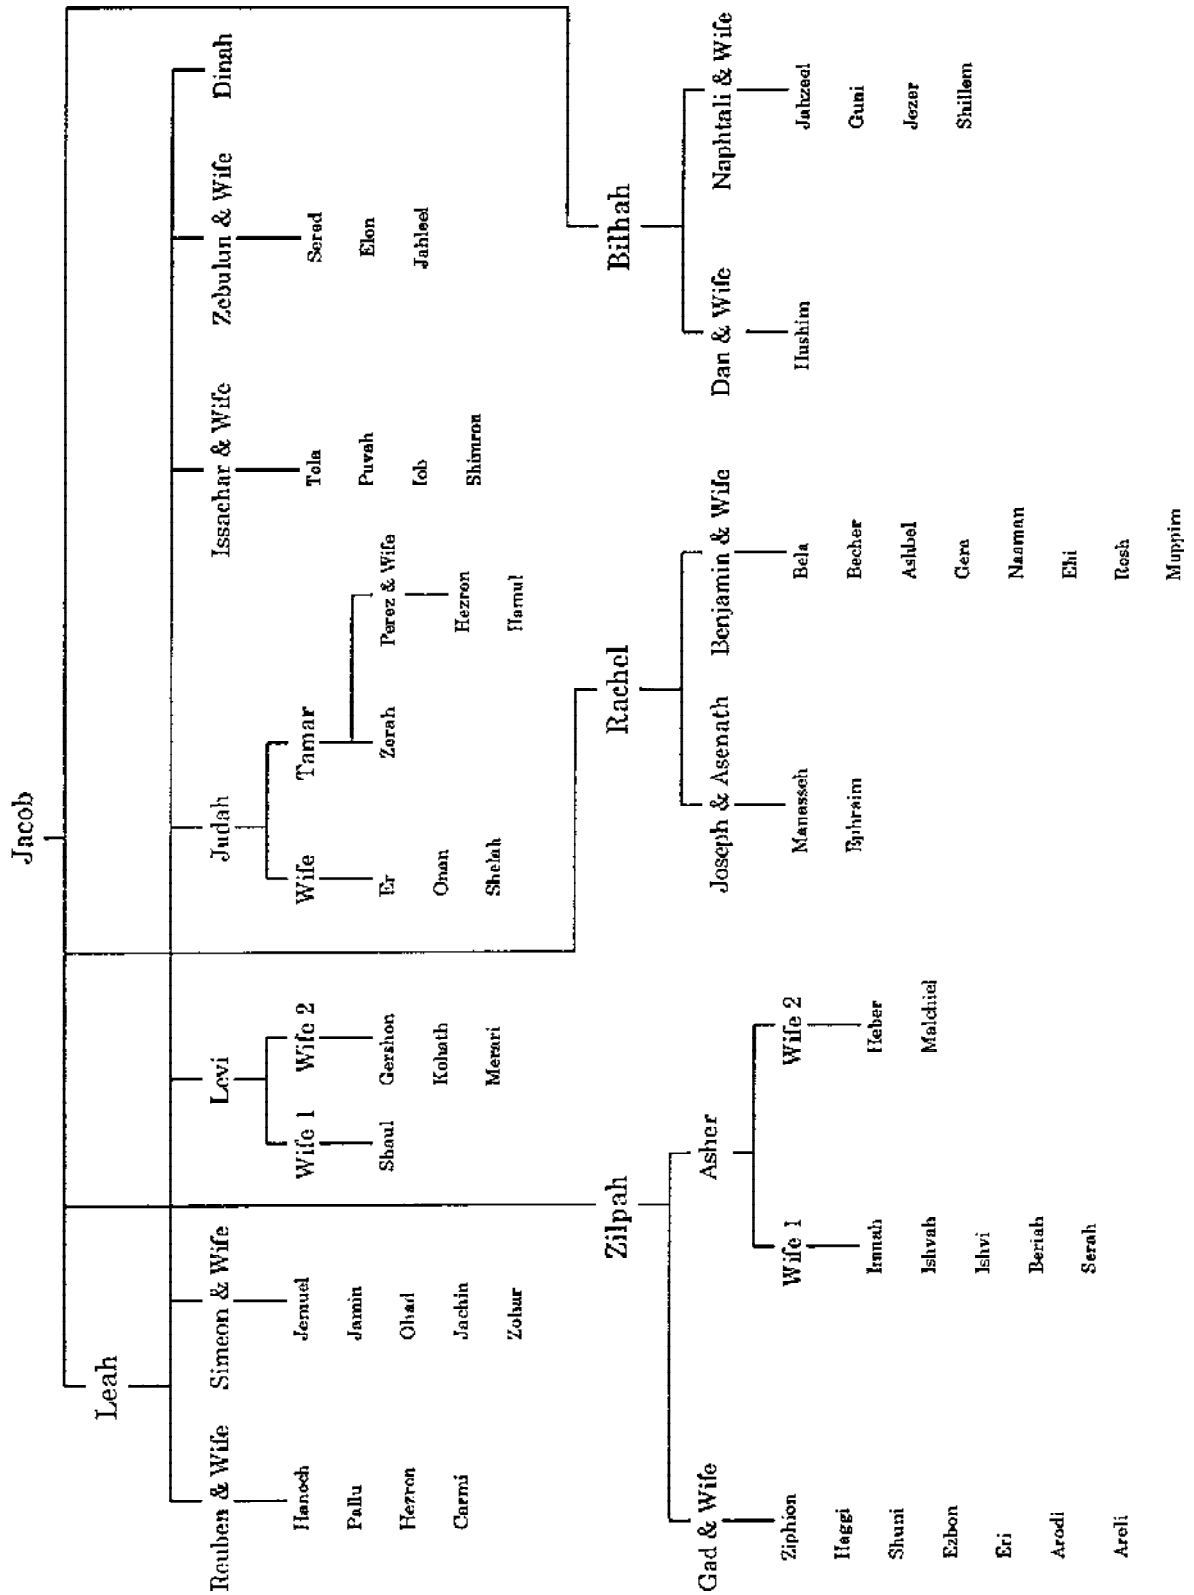 Jacob
Leah
Reuben & Wife
Hanoch
Pallu
Hezron
Carmi
Simeon & Wife
Jemuel
Jamin
Ohad
Jachin
Zohar
Levi
Wife 1
Shaul
Wife 2
Gershon
Kohath
Merari
Judah
Wife
Er
Onan
Shelah
Tamar
Zerah
Perez & Wife
Hezron
Hamul
Issachar & Wife
Tola
Puvah
Iob
Shimron
Zebulun & Wife
Sered
Elon
Jahleel
Dinah
Zilpah
Gad & Wife
Ziphion
Haggi
Shuni
Ezbon
Eri
Arodi
Areli
Asher
Wife 1
Imnah
Ishvah
Ishvi
Beriah
Serah
Wife 2
Heber
Malchiel
Rachel
Joseph & Asenath
Manasseh
Ephraim
Benjamin & Wife
Bela
Becher
Ashbel
Gera
Naaman
Ehi
Rosh
Muppim
Bilhah
Dan & Wife
Hushim
Naphtali & Wife
Jahzeel
Guni
Jezer
Shillem